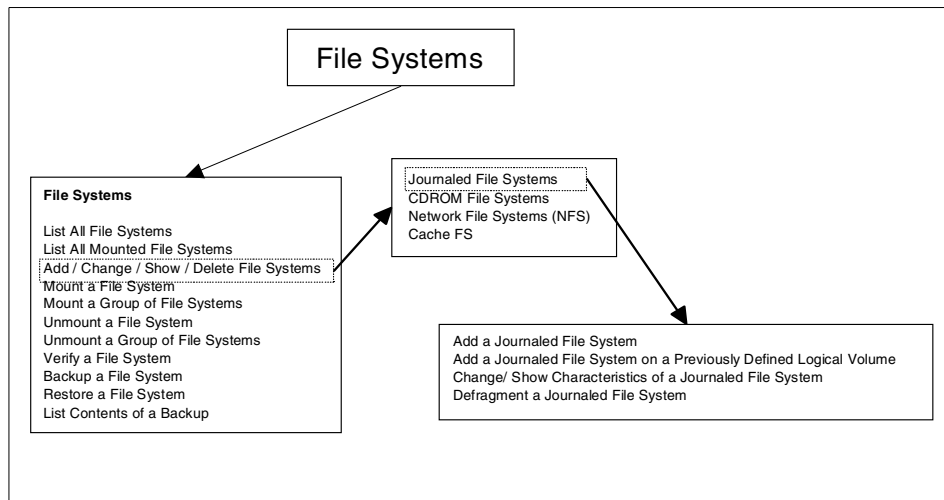 File Systems
File Systems
List All File Systems
List All Mounted File Systems
Add / Change / Show / Delete File Systems
Mount a File System
Mount a Group of File Systems
Unmount a File System
Unmount a Group of File Systems
Verify a File System
Backup a File System
Restore a File System
List Contents of a Backup
Journaled File Systems
CDROM File Systems
Network File Systems (NFS)
Cache FS
Add a Journaled File System
Add a Journaled File System on a Previously Defined Logical Volume
Change/ Show Characteristics of a Journaled File System
Defragment a Journaled File System